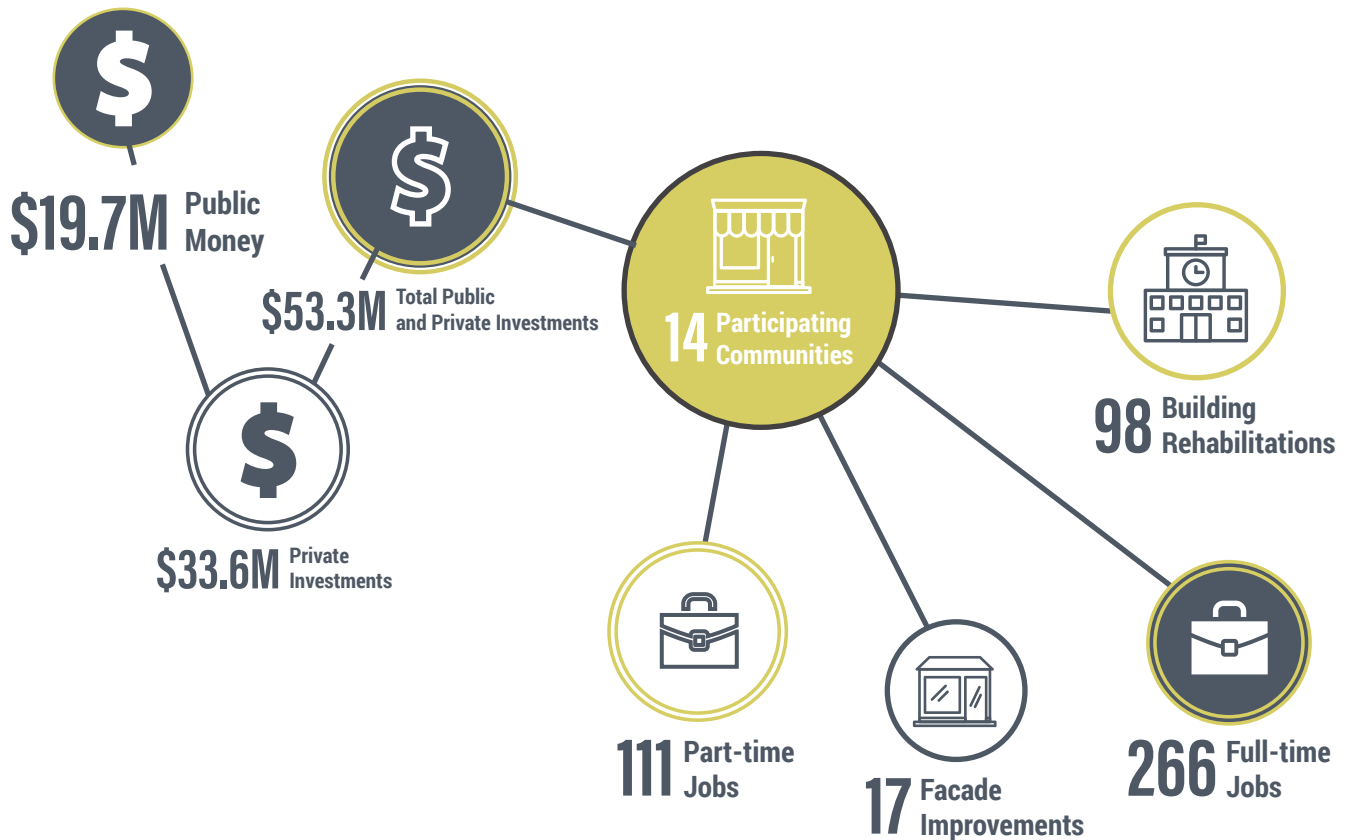 $19.7M Public
Money
$53.3M Total Public
and Private Investments
$33.6M Private
Investments
14 Participating
Communities
98 Building
Rehabilitations
111 Part-time
Jobs
17 Facade
Improvements
266 Full-time
Jobs